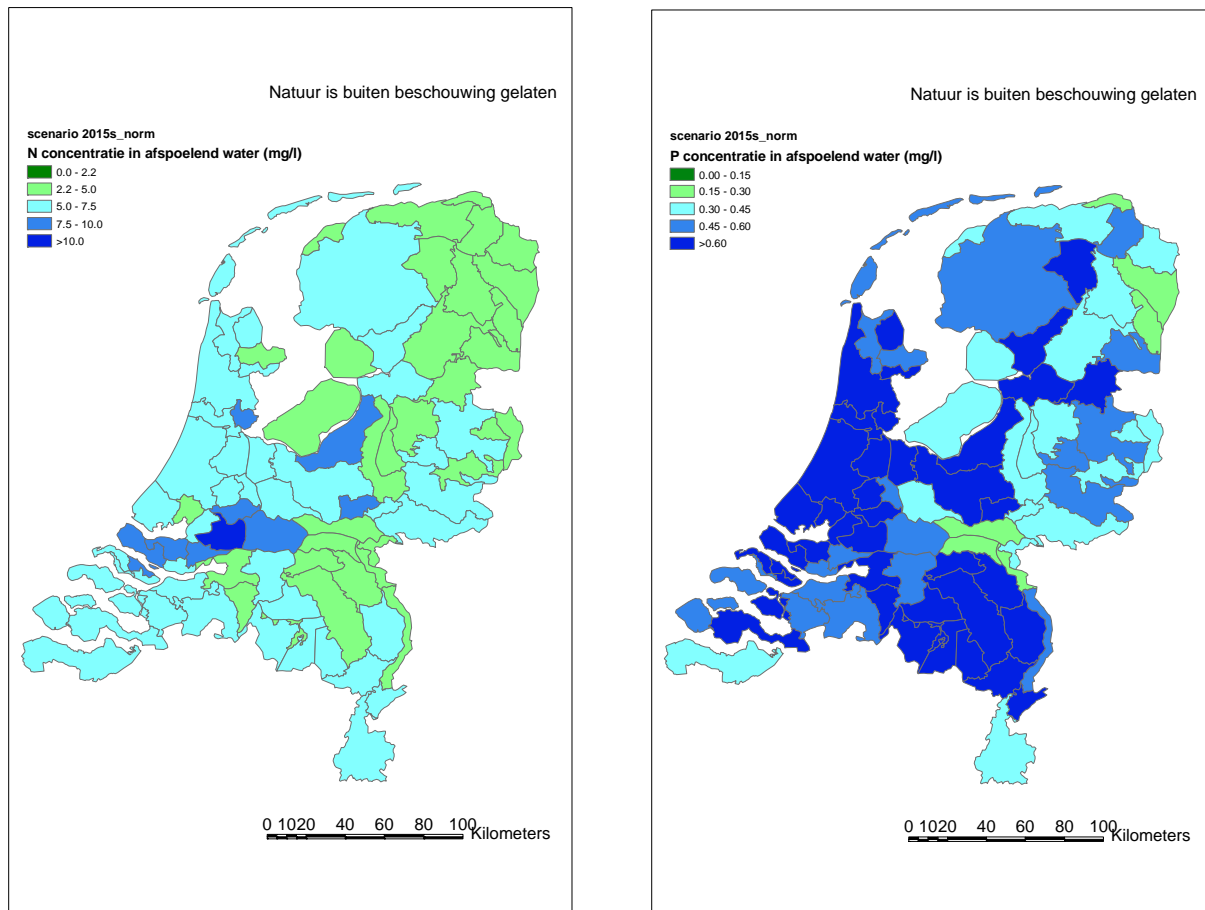 Natuur is buiten beschouwing gelaten
scenario 2015s_norm
N concentratie in afspoelend water (mg/l)
0.0 - 2.2
2.2 - 5.0
5.0 - 7.5
7.5 - 10.0
>10.0
0 1020 40 60 80 100 Kilometers
Natuur is buiten beschouwing gelaten
scenario 2015s_norm
P concentratie in afspoelend water (mg/l)
0.00 - 0.15
0.15 - 0.30
0.30 - 0.45
0.45 - 0.60
>0.60
0 1020 40 60 80 100 Kilometers